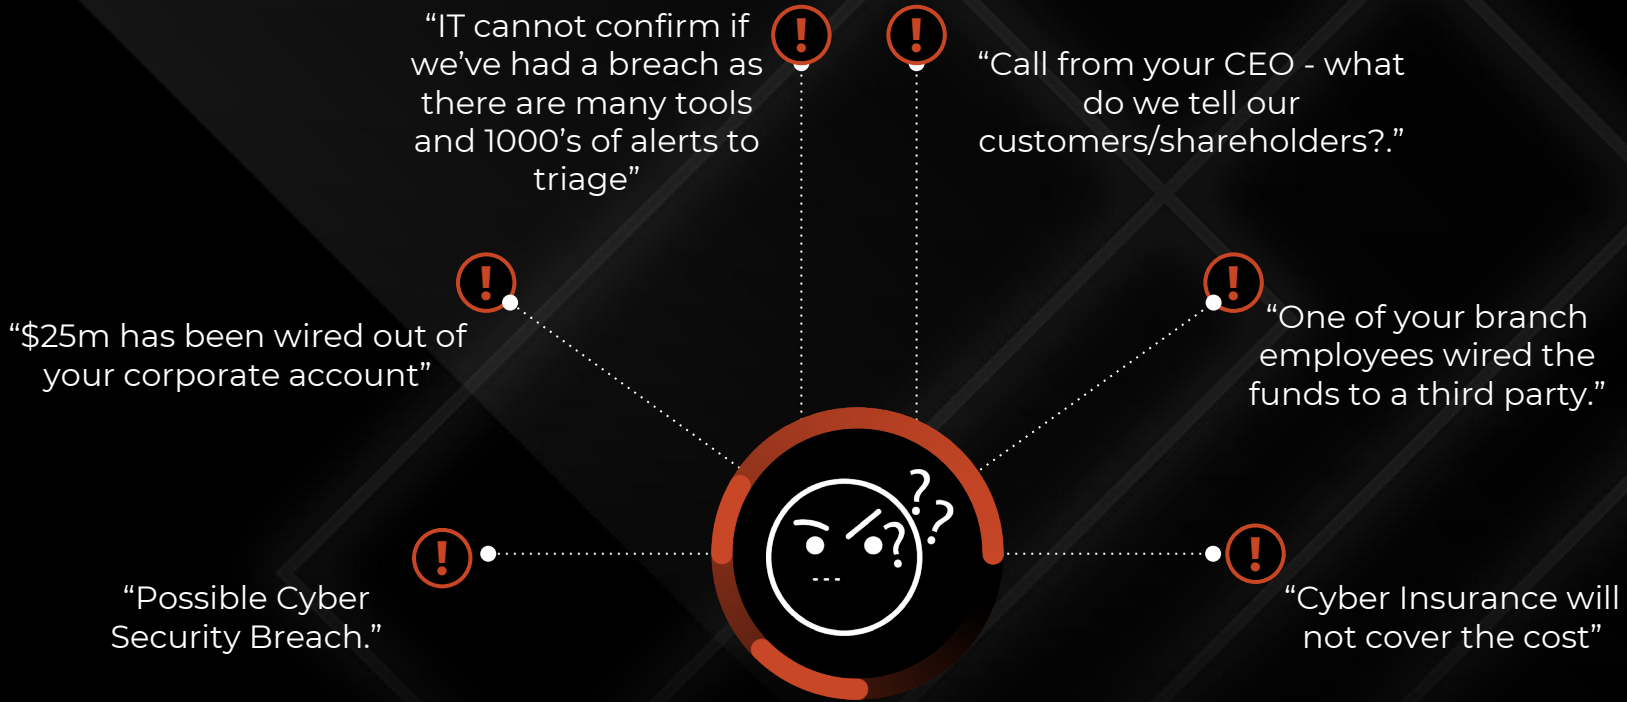 “IT cannot confirm if
we’ve had a breach as
there are many tools
and 1000’s of alerts to
triage”
“Call from your CEO - what
do we tell our
customers/shareholders?.”
“$25m has been wired out of
your corporate account”
“One of your branch
employees wired the
funds to a third party.”
“Possible Cyber
Security Breach.”
“Cyber Insurance will
not cover the cost”
???